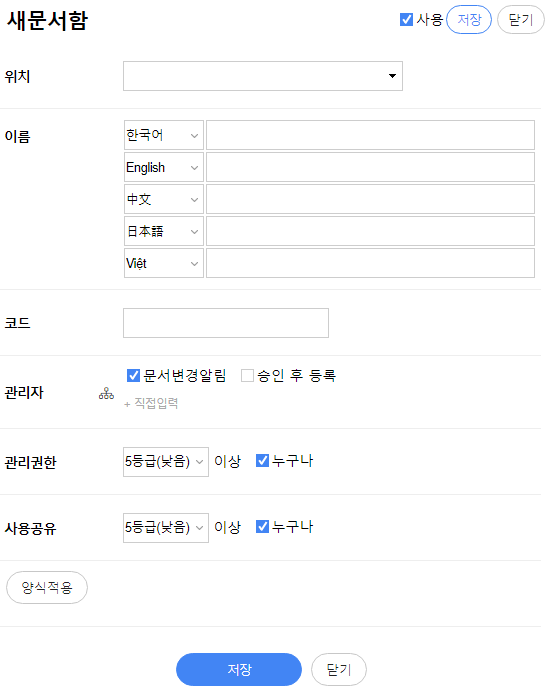 새문서함 사용 저장 닫기
위치
이름 한국어
English
中文
日本語
Việt
코드
문서변경알림 승인 후 등록
관리자
+ 직접입력
관리권한 5등급(낮음) 이상 누구나
사용공유 5등급(낮음) 이상 누구나
양식적용
저장 닫기